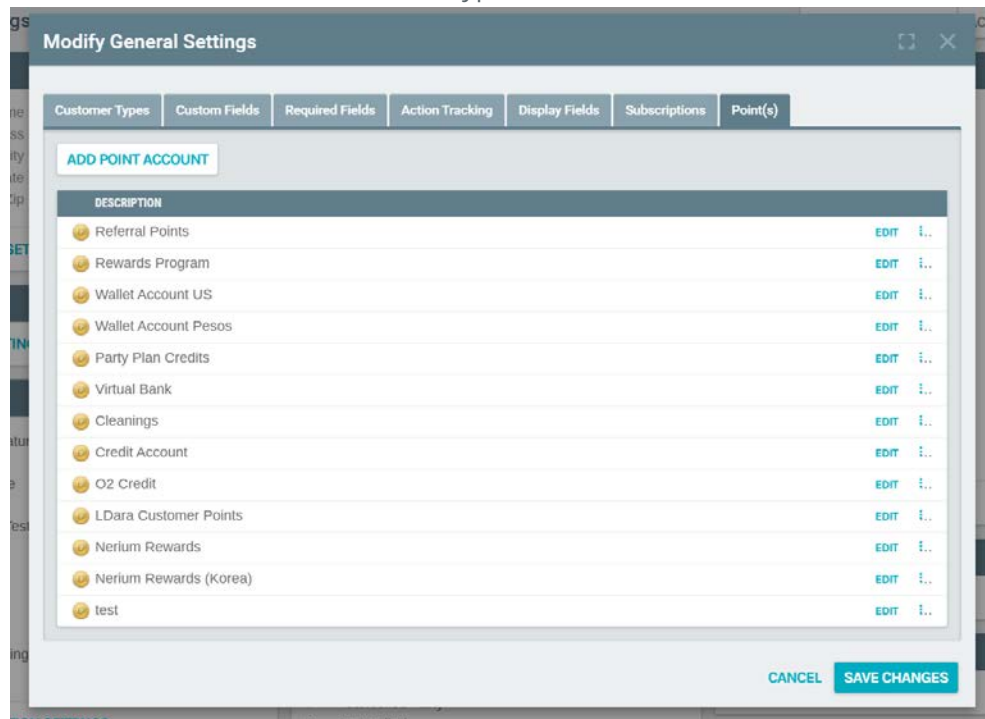 Modify General Settings
Customer Types Custom Fields Required Fields Action Tracking Display Fields Subscriptions Point(s)
ADD POINT ACCOUNT
DESCRIPTION
Referral Points EDIT
Rewards Program EDIT
Wallet Account US EDIT
Wallet Account Pesos EDIT
Party Plan Credits EDIT
Virtual Bank EDIT
Cleanings EDIT
Credit Account EDIT
O2 Credit EDIT
LDara Customer Points EDIT
Nerium Rewards EDIT
Nerium Rewards (Korea) EDIT
test EDIT
CANCEL SAVE CHANGES